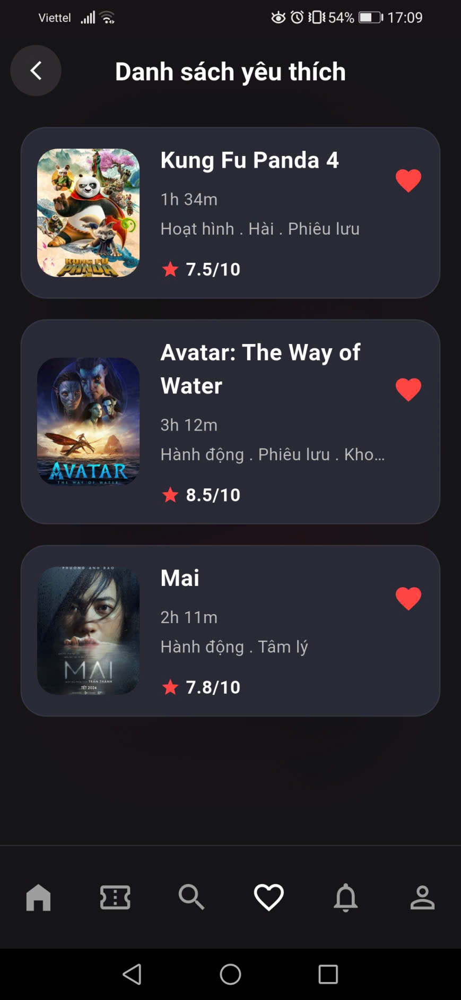 Viettel 54% 17:09
Danh sách yêu thích
KUNG FU
PANDA
Kung Fu Panda 4
1h 34m
Hoạt hình . Hài . Phiêu lưu
7.5/10
AVATAR
THE WAY OF WATER
Avatar: The Way of
Water
3h 12m
Hành động . Phiêu lưu . Kho...
8.5/10
PHƯƠNG ANH ĐÀO
MAI
TRẤN THÀNH
TẾT 2024
Mai
2h 11m
Hành động . Tâm lý
7.8/10